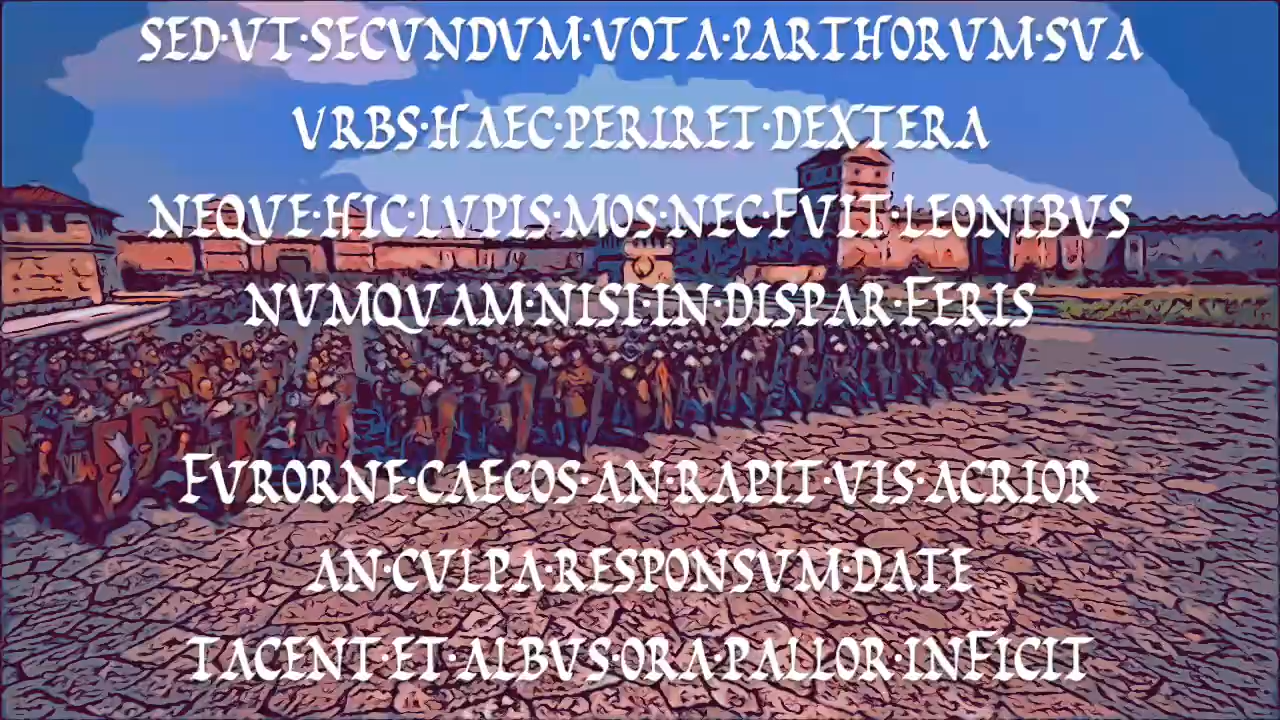 SED·VT·SECVNDVM·VOTA·PARTHORVM·SVA
VRBS·HAEC·PERIRET·DEXTERA
NEQVE·HIC·LVPIS·MOS·NEC·FVIT·LEONIBVS
NVMQVAM·NISI·IN·DISPAR·FERIS
FVRORNE·CAECOS·AN·RAPIT·VIS·ACRIOR
AN·CVLPA·RESPONSVM·DATE
TACENT·ET·ALBVS·ORA·PALLOR·INFICIT